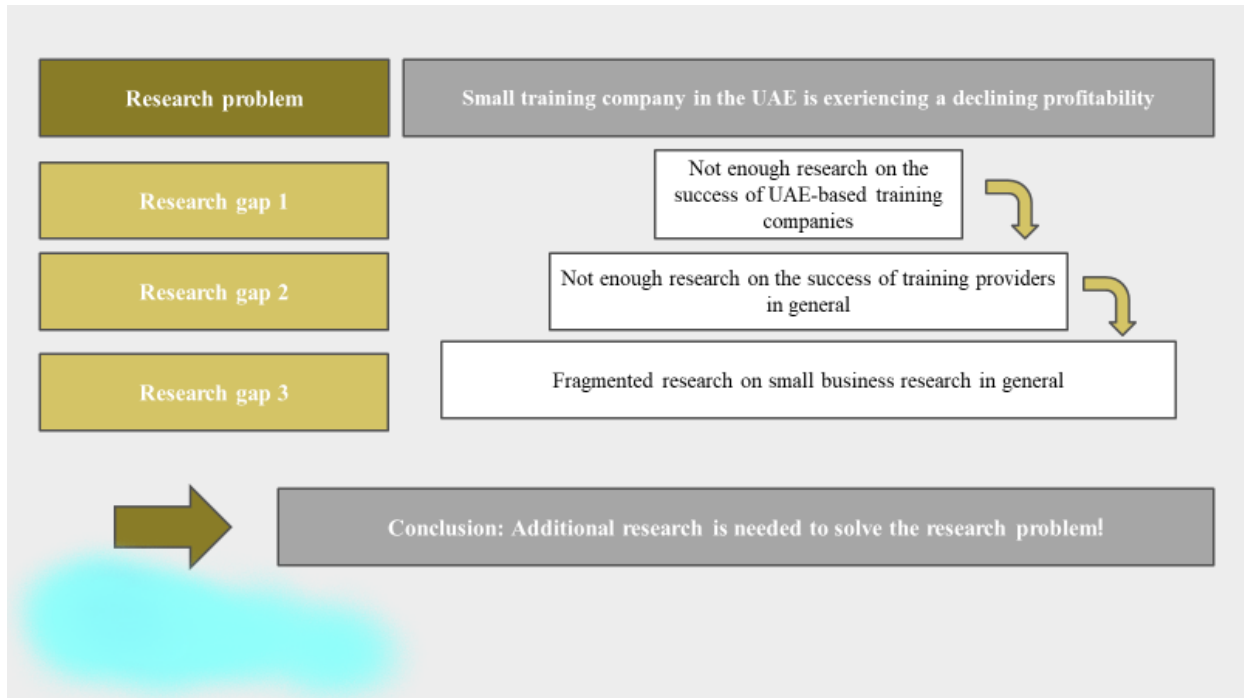 Research problem
Small training company in the UAE is exeriencing a declining profitability
Research gap 1
Not enough research on the
success of UAE-based training
companies
Research gap 2
Not enough research on the success of training providers
in general
Research gap 3
Fragmented research on small business research in general
Conclusion: Additional research is needed to solve the research problem!